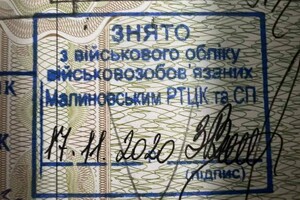 ЗНЯТО
з військового обліку
військовозобов'язаних
Малиновським РТЦК та СП
К
17.11.2020
К
(підпис)